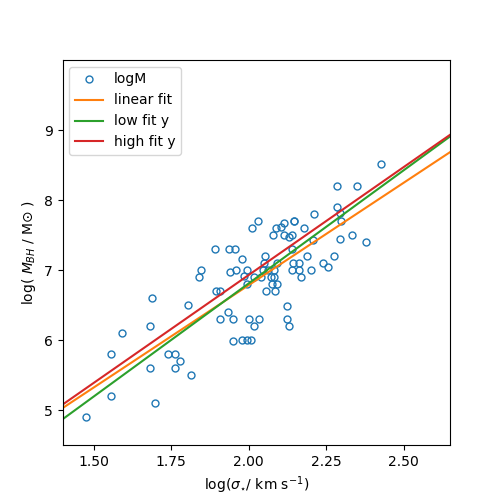 logM
linear fit
low fit y
high fit y
9
8
7
6
5
log( M_BH / M⊙ )
1.50 1.75 2.00 2.25 2.50
log(σ⋆/ km s⁻¹)